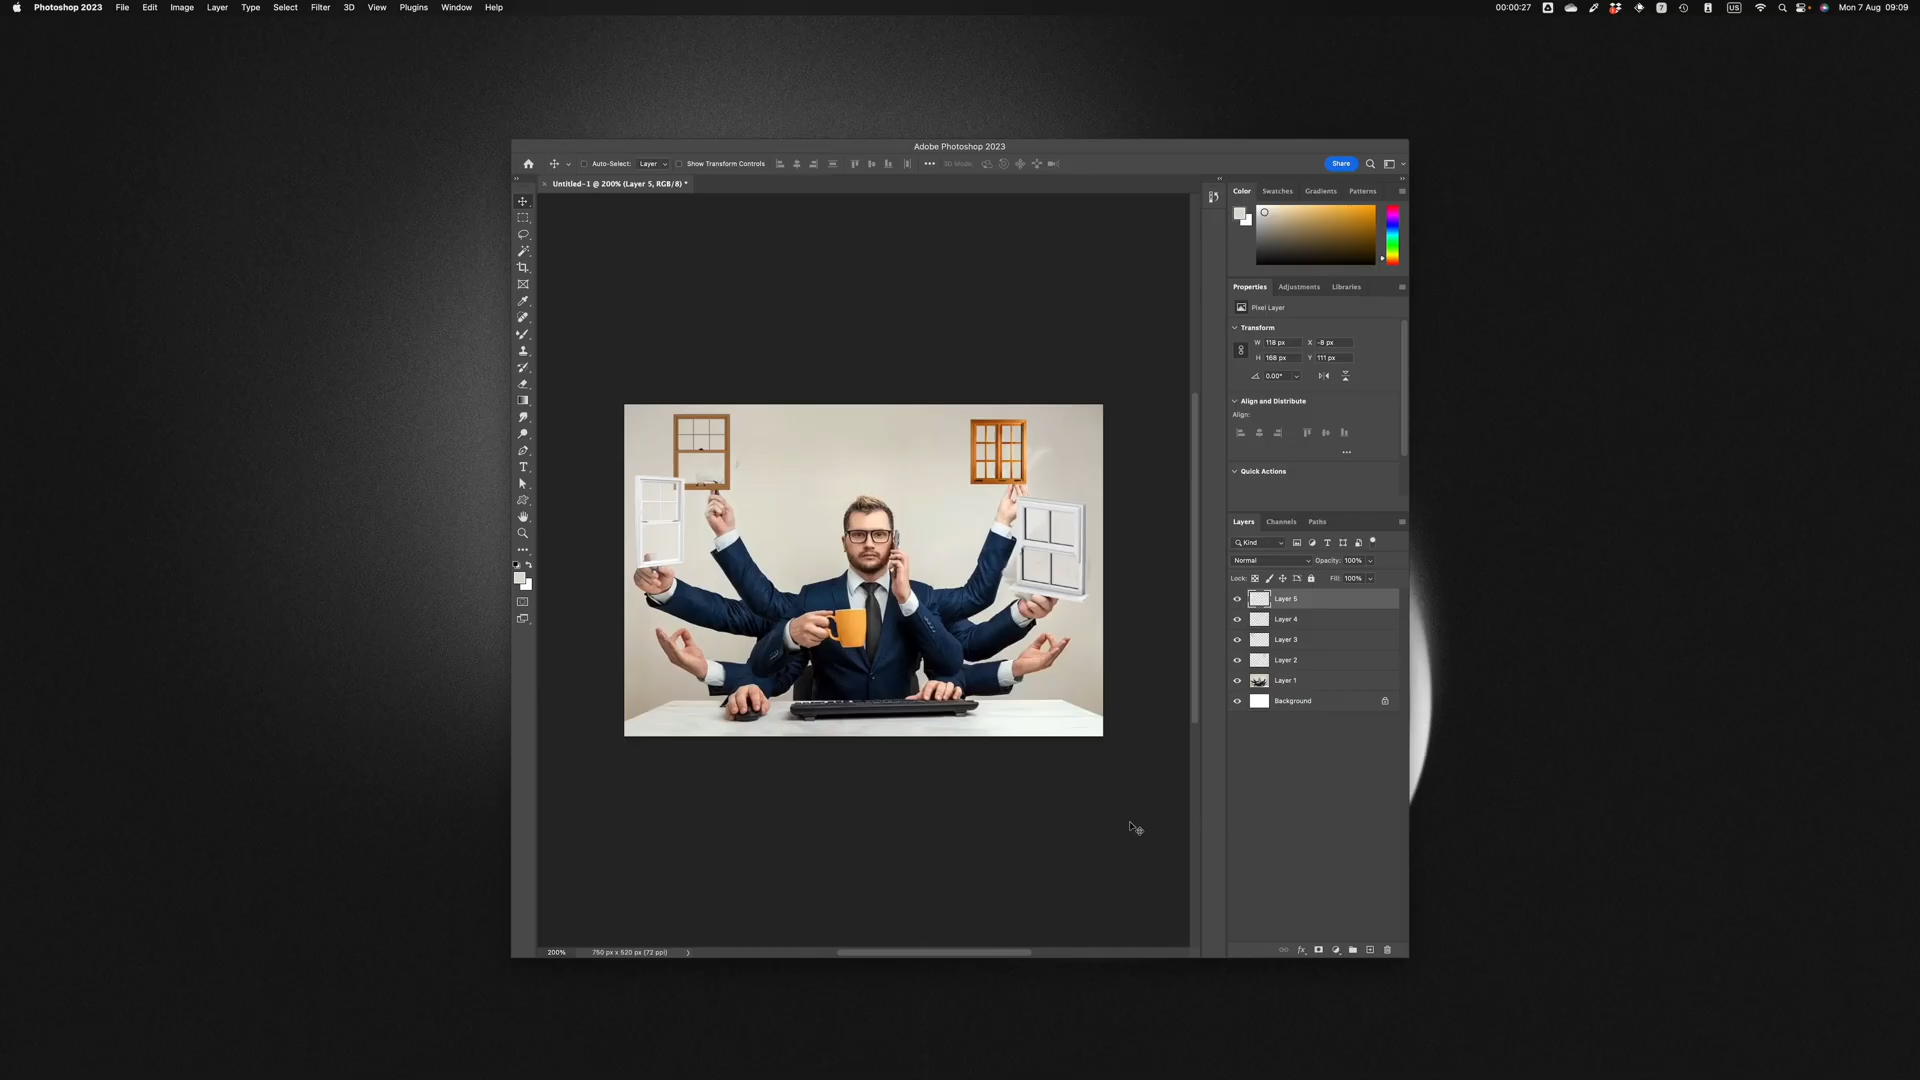 Photoshop 2023 File Edit Image Layer Type Select Filter 3D View Plugins Window Help 00:00:27 7 US Mon 7 Aug 09:09
Adobe Photoshop 2023
Auto-Select: Layer Show Transform Controls 3D Mode: Share
Untitled-1 @ 200% (Layer 5, RGB/8) *
Color Swatches Gradients Patterns
Properties Adjustments Libraries
Pixel Layer
Transform
W 118 px X -8 px
H 168 px Y 111 px
0.00°
Align and Distribute
Align:
Quick Actions
Layers Channels Paths
Kind
Normal Opacity: 100%
Lock: Fill: 100%
Layer 5
Layer 4
Layer 3
Layer 2
Layer 1
Background
200% 750 px x 520 px (72 ppi)